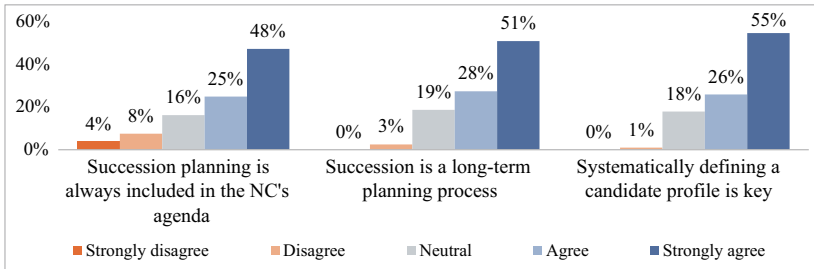 60%
40%
20%
0%
4%
8%
16%
25%
48%
0%
3%
19%
28%
51%
0%
1%
18%
26%
55%
Succession planning is
always included in the NC's
agenda
Succession is a long-term
planning process
Systematically defining a
candidate profile is key
Strongly disagree
Disagree
Neutral
Agree
Strongly agree